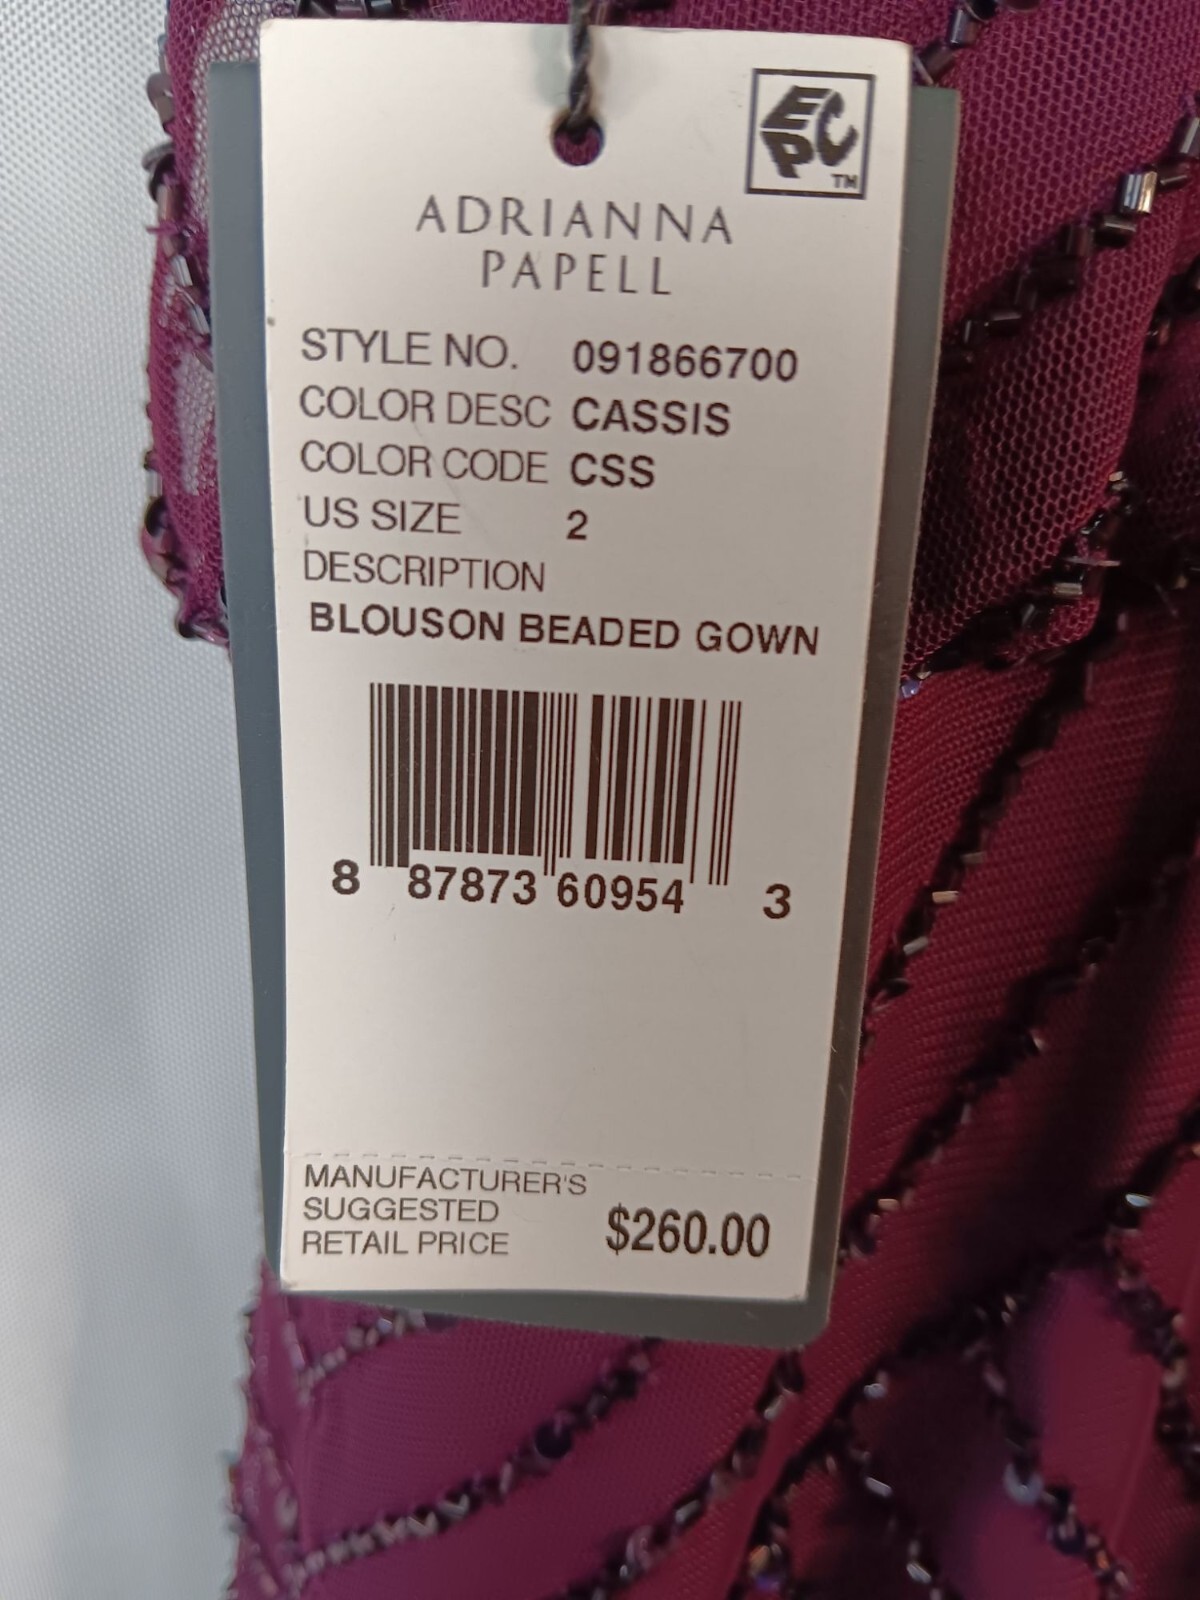 EPC
TM
ADRIANNA
PAPELL
STYLE NO. 091866700
COLOR DESC CASSIS
COLOR CODE CSS
US SIZE 2
DESCRIPTION
BLOUSON BEADED GOWN
8 87873 60954 3
MANUFACTURER'S
SUGGESTED
RETAIL PRICE $260.00